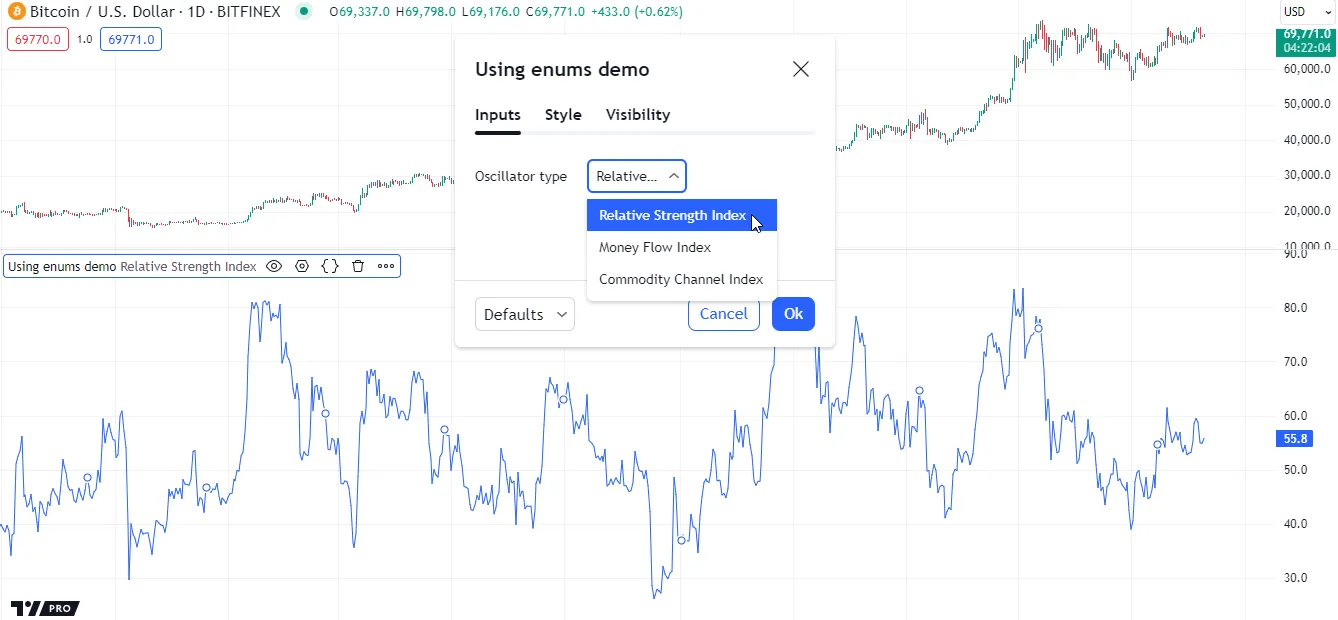 Bitcoin / U.S. Dollar · 1D · BITFINEX O69,337.0 H69,798.0 L69,176.0 C69,771.0 +433.0 (+0.62%)
USD
69770.0 1.0 69771.0
69,771.0
04:22:04
60,000.0
50,000.0
40,000.0
30,000.0
20,000.0
10,000.0
Using enums demo
Inputs Style Visibility
Oscillator type Relative...
Relative Strength Index
Money Flow Index
Commodity Channel Index
Defaults Cancel Ok
Using enums demo Relative Strength Index
90.0
80.0
70.0
60.0
55.8
50.0
40.0
30.0
PRO